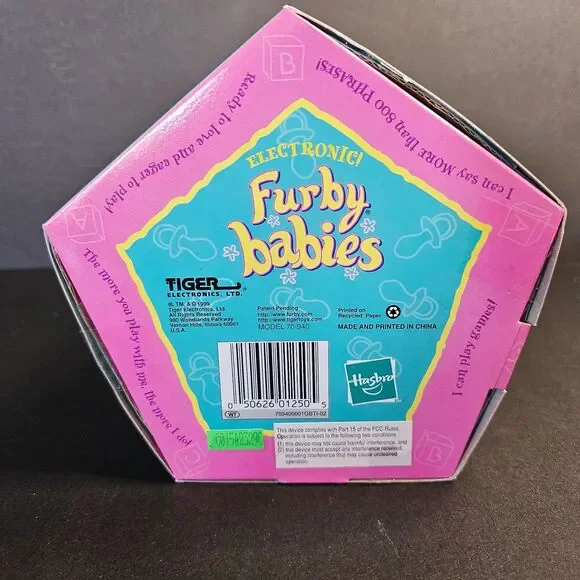 B
A
Ready to love and eager to play!
I can say MORE than 800 PHRASES!
The more you play with me, the more I do!
I can play games!
ELECTRONIC!
Furby®
babies
TIGER
ELECTRONICS, LTD.
®, TM, & ©1999
Tiger Electronics, Ltd.
All Rights Reserved
980 Woodlands Parkway
Vernon Hills, Illinois 60061
U.S.A.
Patent Pending
http://www.furby.com
http://www.tigertoys.com
MODEL 70-940
Printed on
Recycled Paper
MADE AND PRINTED IN CHINA
0 50626 01250 5
WT
709400001GBTI-02
Hasbro
This device complies with Part 15 of the FCC Rules.
Operation is subject to the following two conditions
(1) this device may not cause harmful interference, and
(2) this device must accept any interference received,
including interference that may cause undesired
operation.